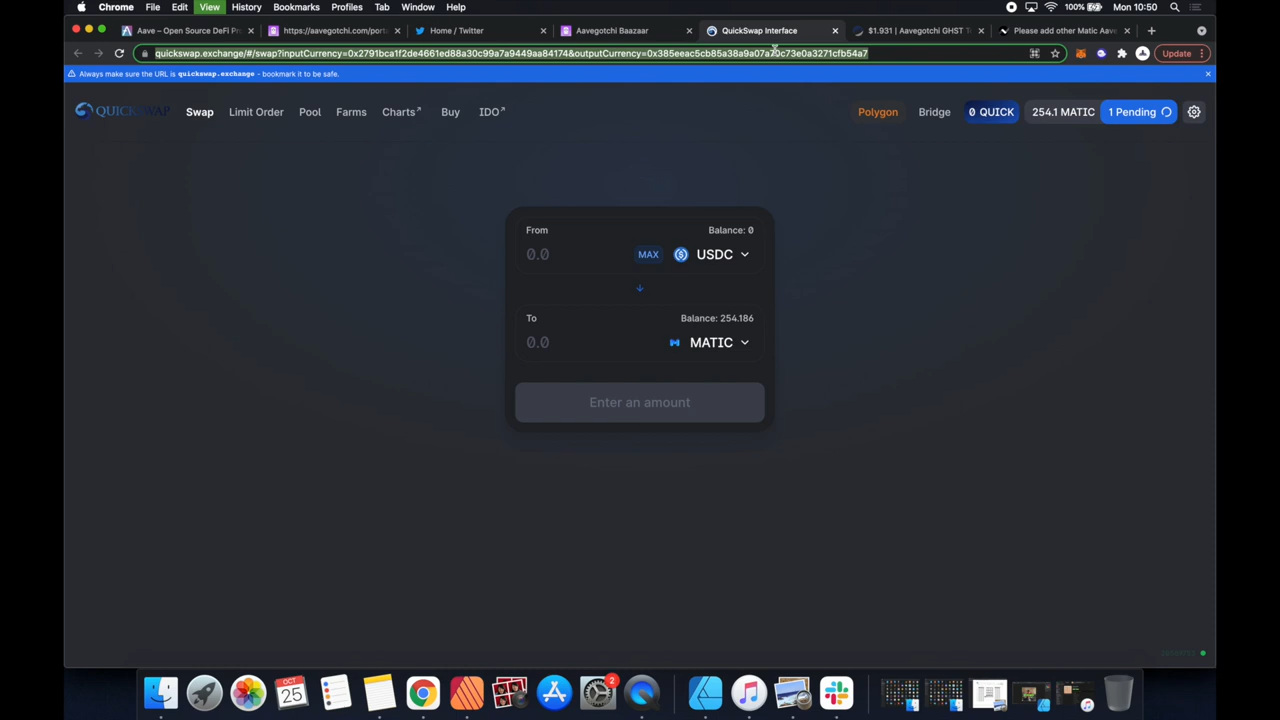 Chrome File Edit View History Bookmarks Profiles Tab Window Help 100% Mon 10:50
Aave – Open Source DeFi Pr https://aavegotchi.com/port Home / Twitter Aavegotchi Baazaar QuickSwap Interface $1.931 | Aavegotchi GHST T Please add other Matic Aave
quickswap.exchange/#/swap?inputCurrency=0x2791bca1f2de4661ed88a30c99a7a9449aa84174&outputCurrency=0x385eeac5cb85a38a9a07a70c73e0a3271cfb54a7 Update
Always make sure the URL is quickswap.exchange - bookmark it to be safe.
QUICKSWAP Swap Limit Order Pool Farms Charts↗ Buy IDO↗ Polygon Bridge 0 QUICK 254.1 MATIC 1 Pending
From Balance: 0
0.0 MAX USDC
To Balance: 254.186
0.0 MATIC
Enter an amount
OCT
25
2